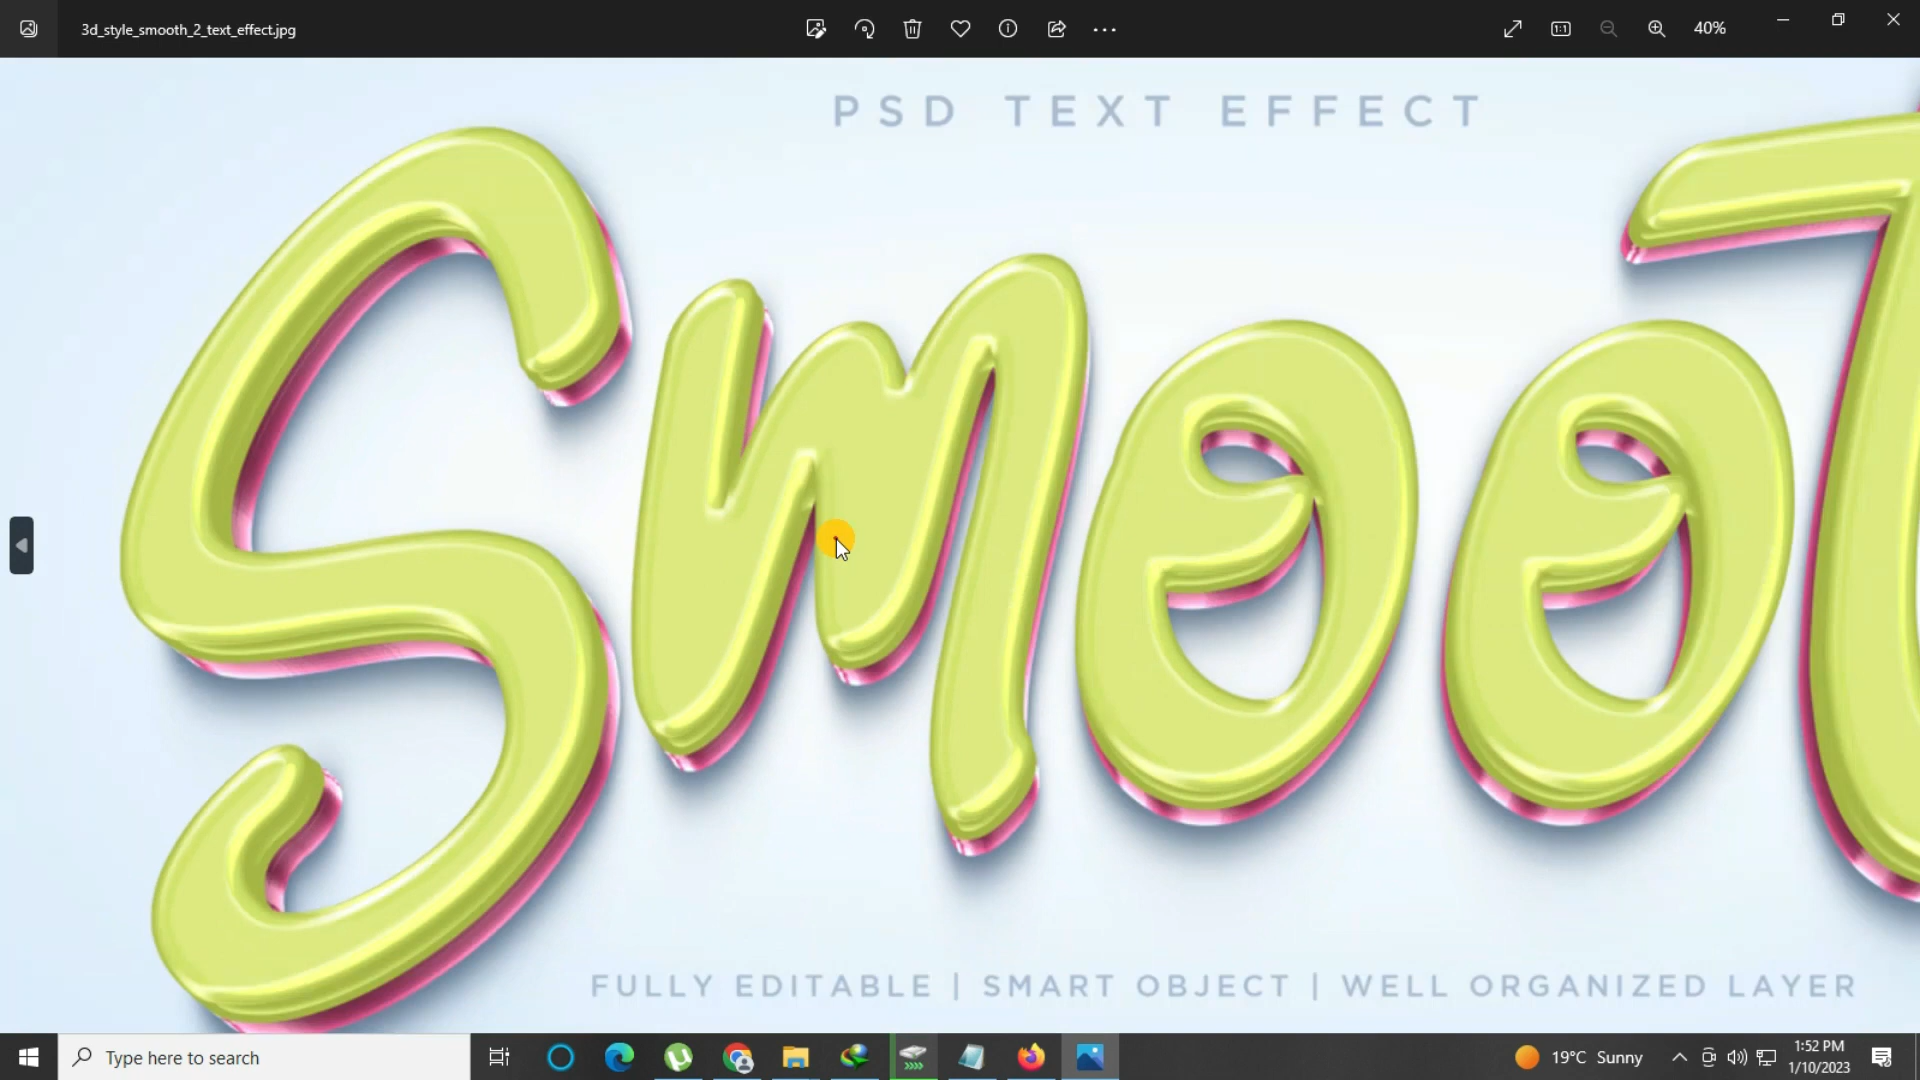 3d_style_smooth_2_text_effect.jpg
40%
PSD TEXT EFFECT
Smoot
FULLY EDITABLE | SMART OBJECT | WELL ORGANIZED LAYER
Type here to search
19°C Sunny
1:52 PM
1/10/2023